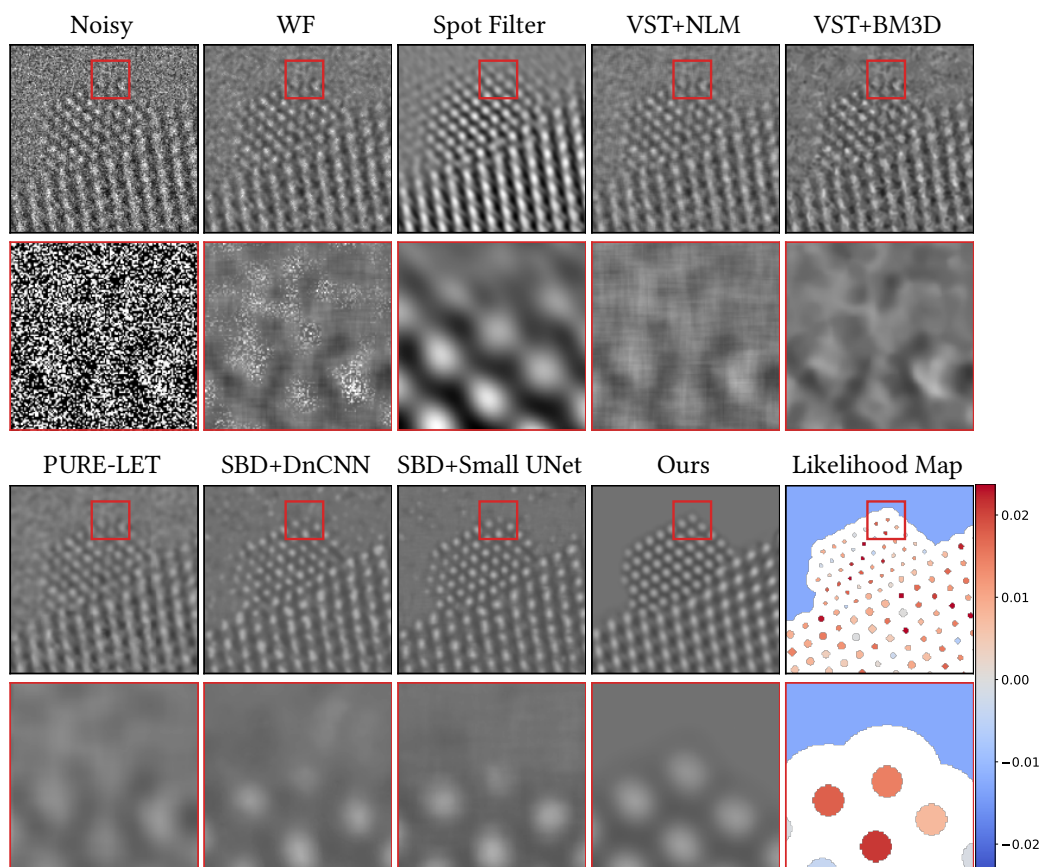 Noisy WF Spot Filter VST+NLM VST+BM3D
PURE-LET SBD+DnCNN SBD+Small UNet Ours Likelihood Map
0.02
0.01
0.00
−0.01
−0.02